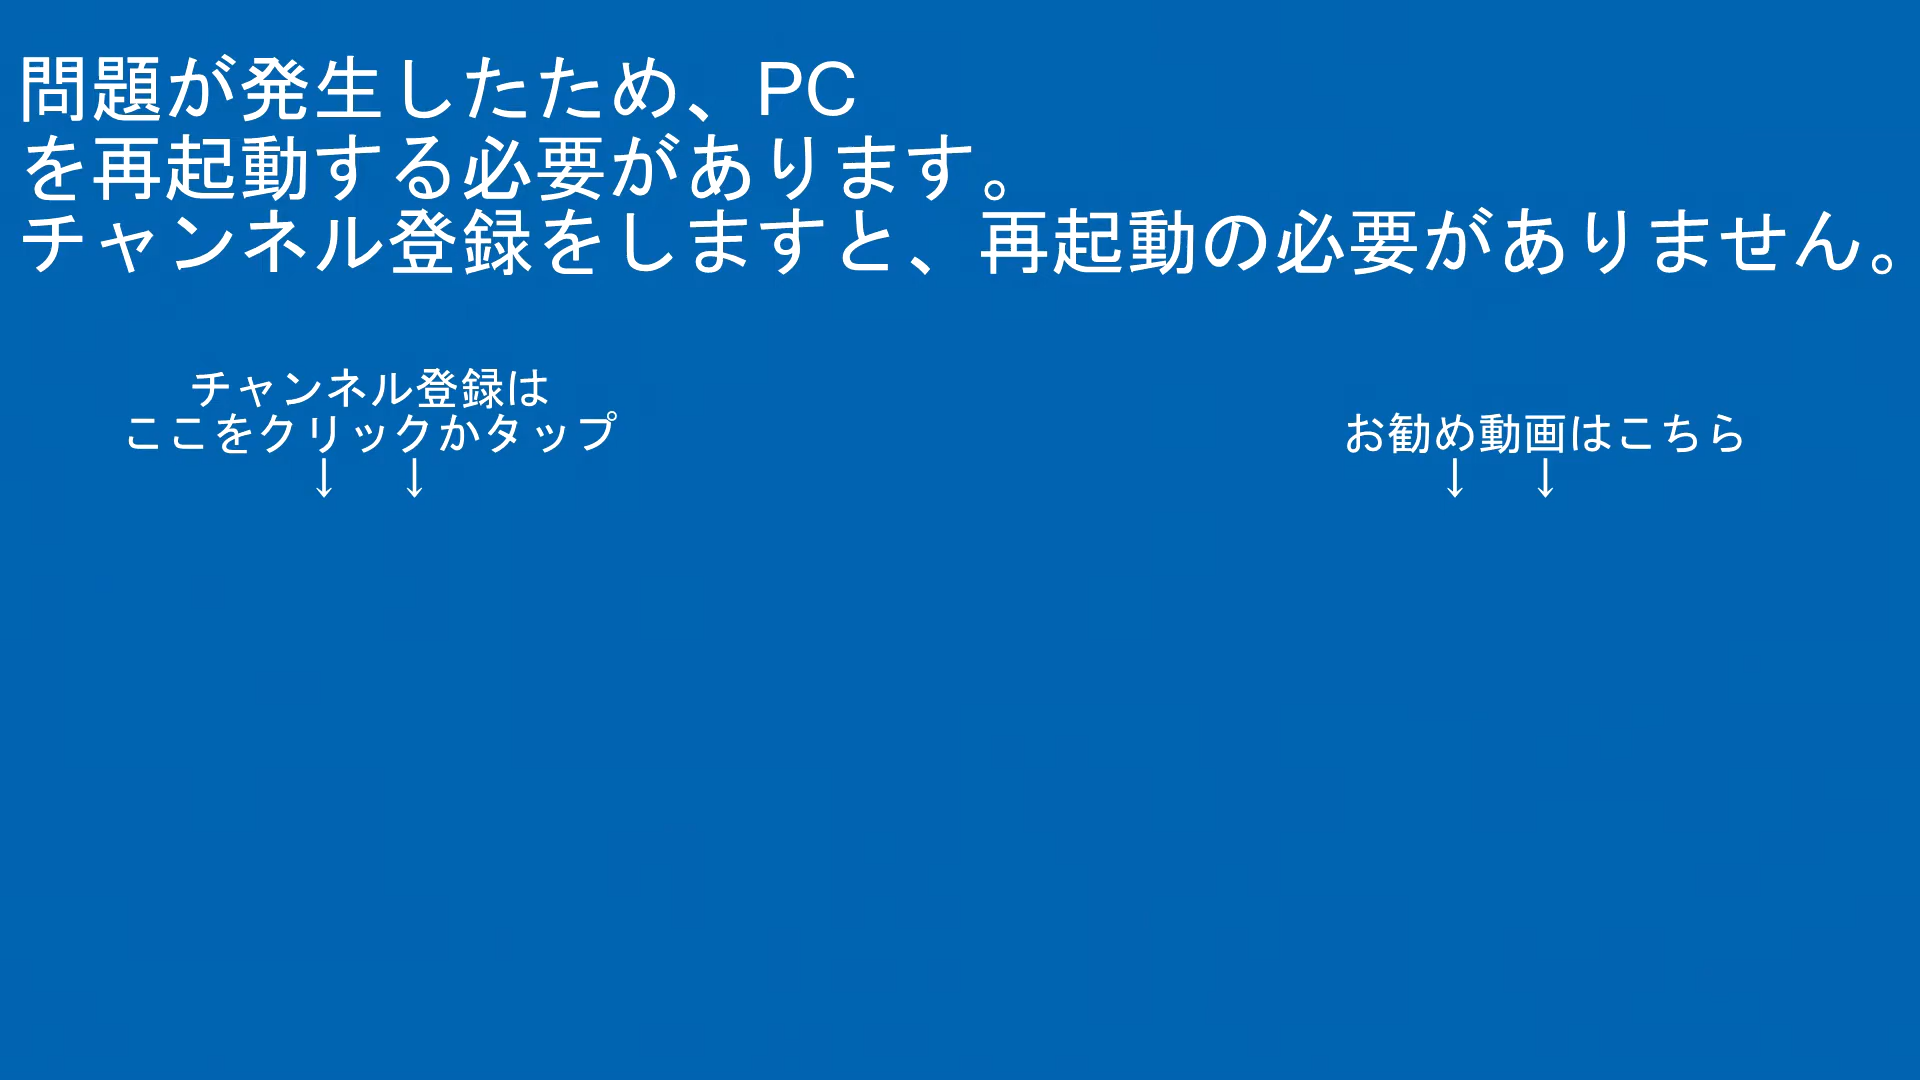 問題が発生したため、PC
を再起動する必要があります。
チャンネル登録をしますと、再起動の必要がありません。
チャンネル登録は
ここをクリックかタップ
↓　↓
お勧め動画はこちら
↓　↓